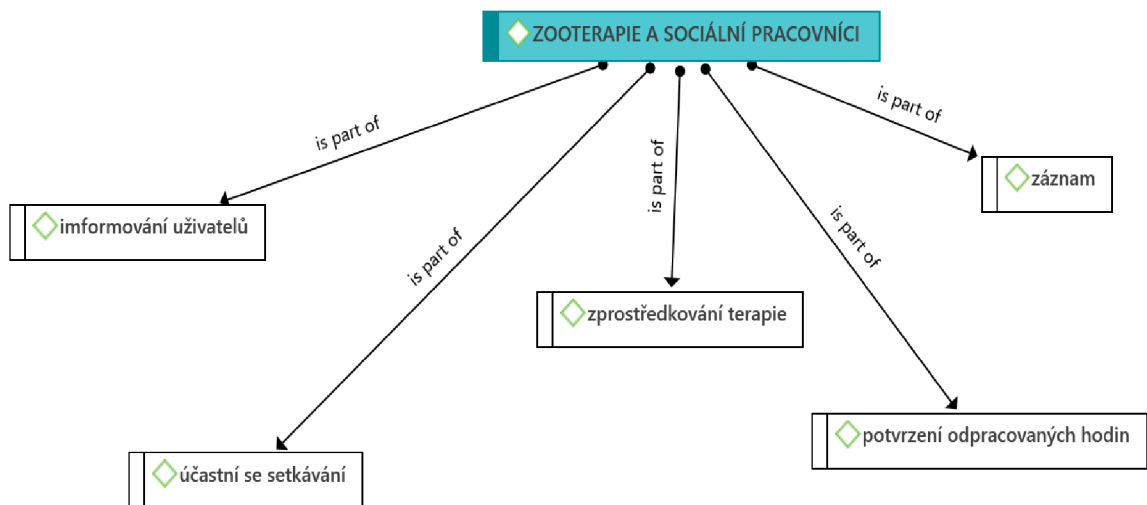 ZOOTERAPIE A SOCIÁLNÍ PRACOVNÍCI
is part of
is part of
is part of
is part of
is part of
záznam
imformování uživatelů
zprostředkování terapie
potvrzení odpracovaných hodin
účastní se setkávání